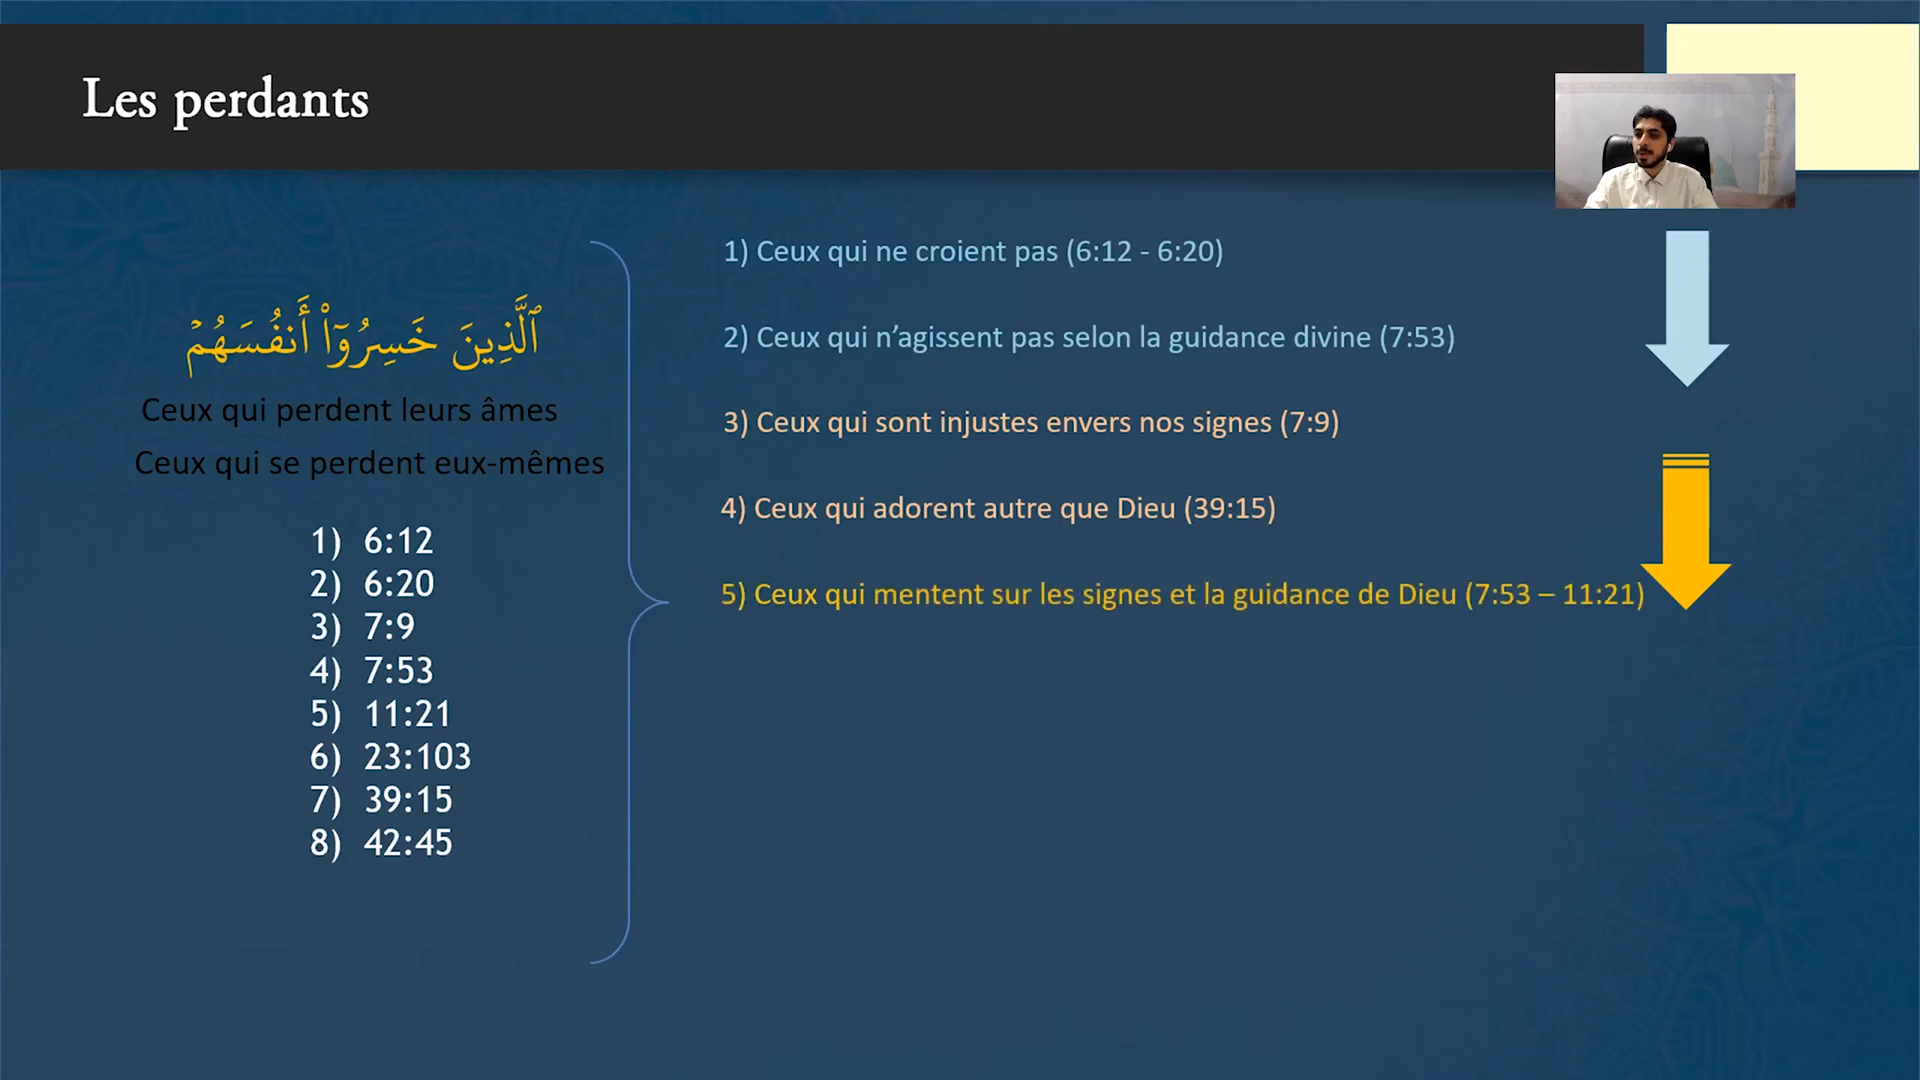 Les perdants
ٱلَّذِينَ خَسِرُوٓا۟ أَنفُسَهُمْ
Ceux qui perdent leurs âmes
Ceux qui se perdent eux-mêmes
1) 6:12
2) 6:20
3) 7:9
4) 7:53
5) 11:21
6) 23:103
7) 39:15
8) 42:45
1) Ceux qui ne croient pas (6:12 - 6:20)
2) Ceux qui n’agissent pas selon la guidance divine (7:53)
3) Ceux qui sont injustes envers nos signes (7:9)
4) Ceux qui adorent autre que Dieu (39:15)
5) Ceux qui mentent sur les signes et la guidance de Dieu (7:53 – 11:21)